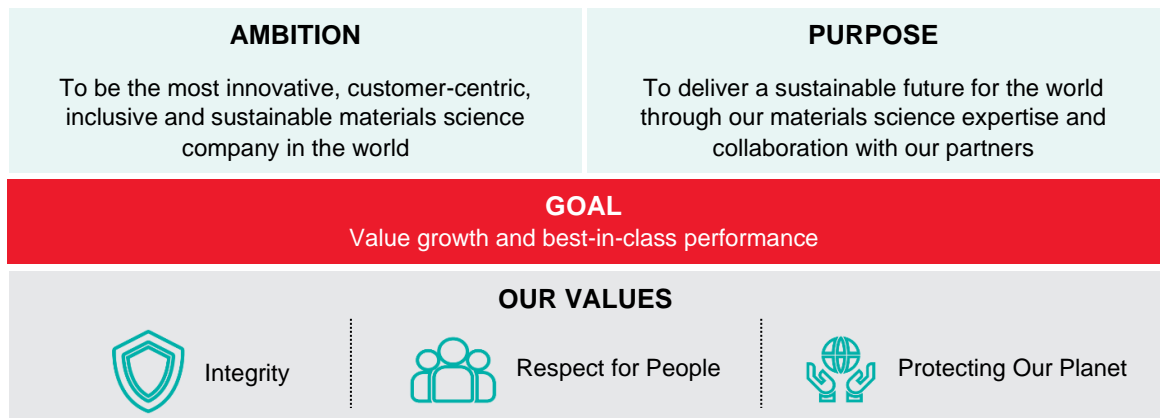 AMBITION
To be the most innovative, customer-centric,
inclusive and sustainable materials science
company in the world
PURPOSE
To deliver a sustainable future for the world
through our materials science expertise and
collaboration with our partners
GOAL
Value growth and best-in-class performance
OUR VALUES
Integrity
Respect for People
Protecting Our Planet